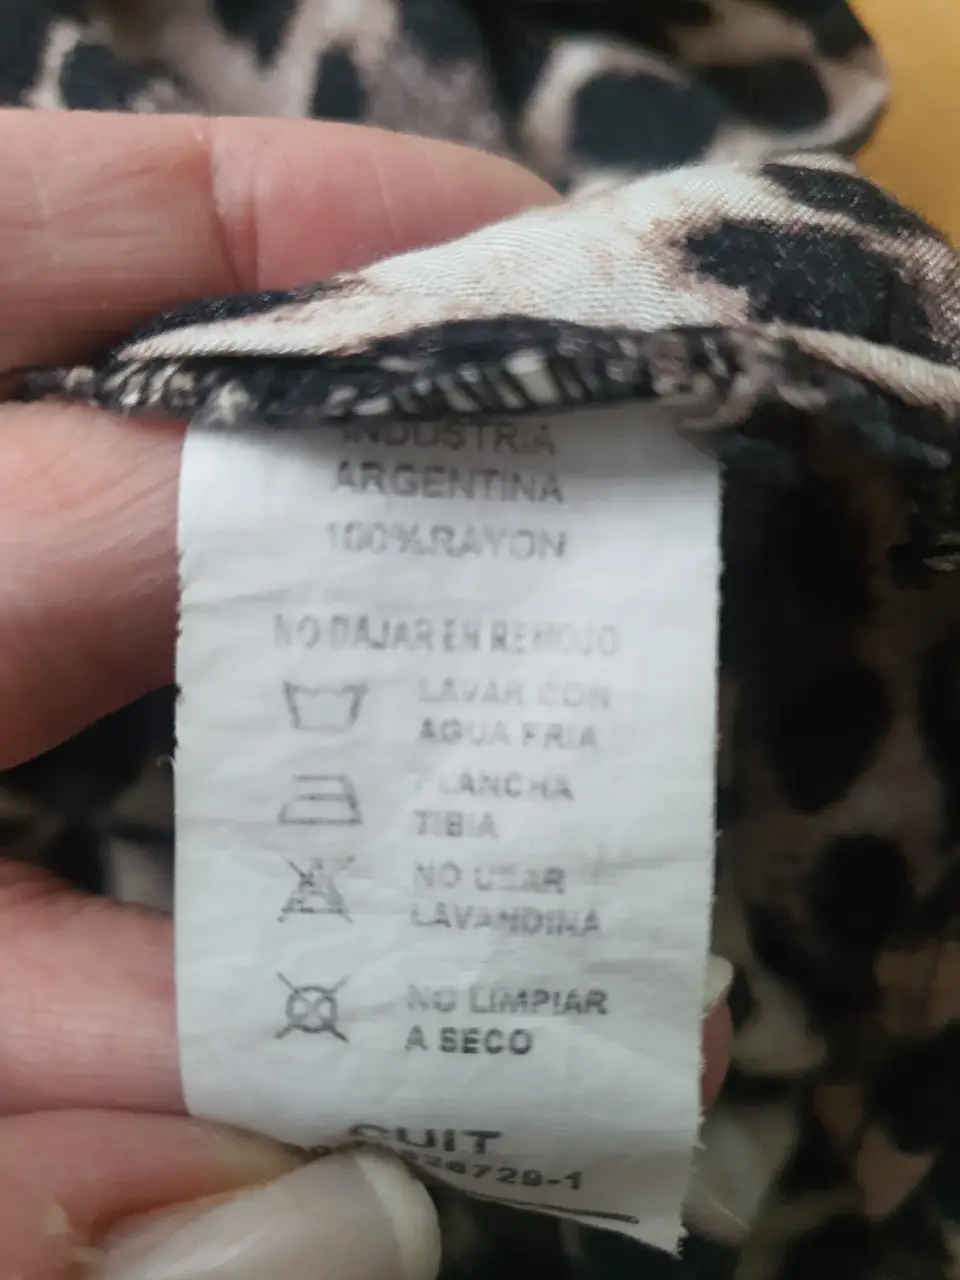 INDUSTRIA
ARGENTINA
100%RAYON
NO DAJAR EN REMOJO
LAVAR CON
AGUA FRIA
PLANCHA
TIBIA
NO USAR
LAVANDINA
NO LIMPIAR
A SECO
CUIT